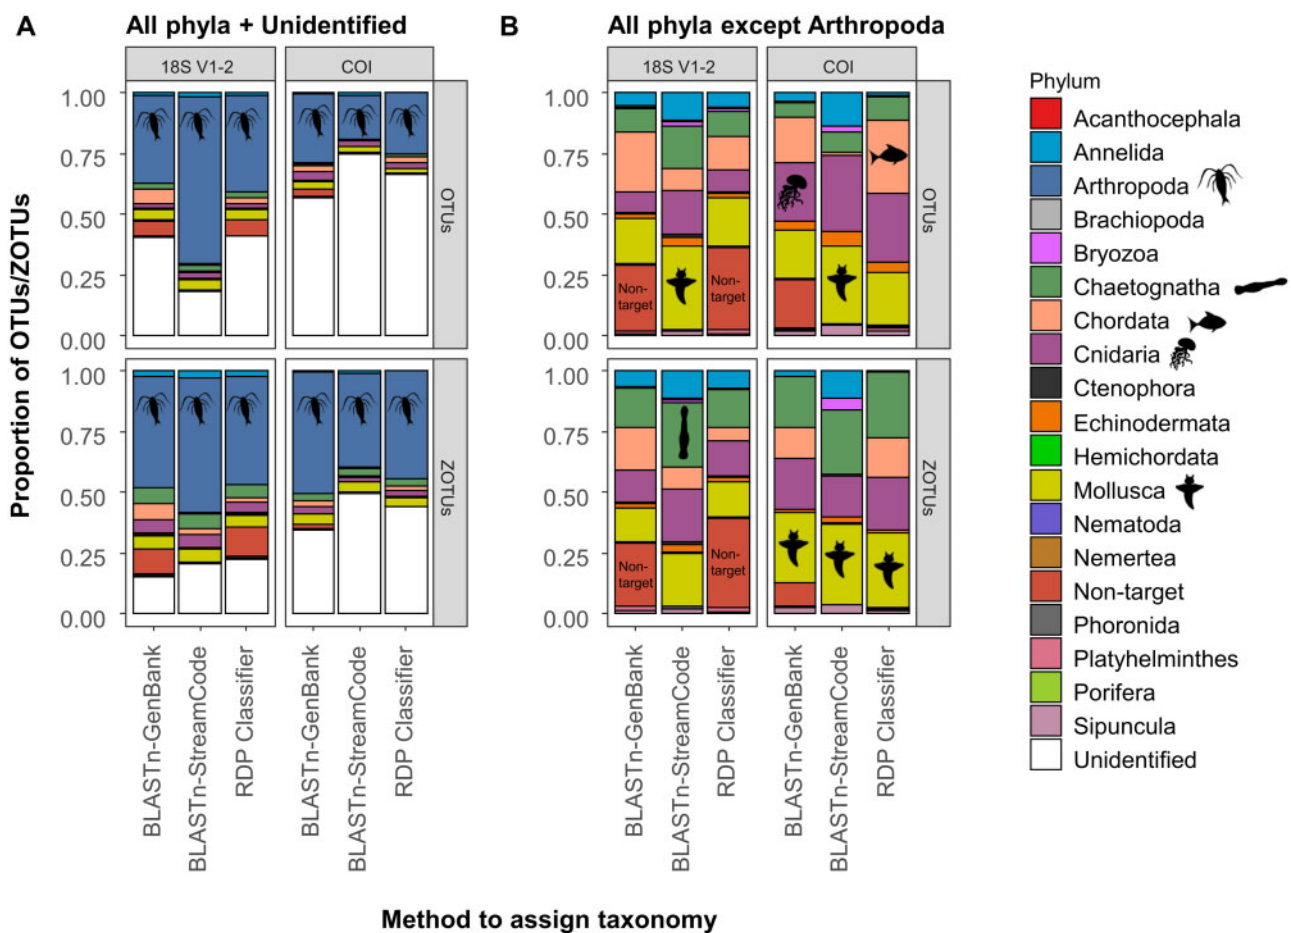 A All phyla + Unidentified
B All phyla except Arthropoda
18S V1-2
COI
18S V1-2
COI
Proportion of OTUs/ZOTUs
1.00
0.75
0.50
0.25
0.00
OTUs
1.00
0.75
0.50
0.25
0.00
Non-
target
Non-
target
OTUs
1.00
0.75
0.50
0.25
0.00
ZOTUs
1.00
0.75
0.50
0.25
0.00
Non-
target
Non-
target
ZOTUs
BLASTn-GenBank
BLASTn-StreamCode
RDP Classifier
BLASTn-GenBank
BLASTn-StreamCode
RDP Classifier
BLASTn-GenBank
BLASTn-StreamCode
RDP Classifier
BLASTn-GenBank
BLASTn-StreamCode
RDP Classifier
Method to assign taxonomy
Phylum
Acanthocephala
Annelida
Arthropoda
Brachiopoda
Bryozoa
Chaetognatha
Chordata
Cnidaria
Ctenophora
Echinodermata
Hemichordata
Mollusca
Nematoda
Nemertea
Non-target
Phoronida
Platyhelminthes
Porifera
Sipuncula
Unidentified